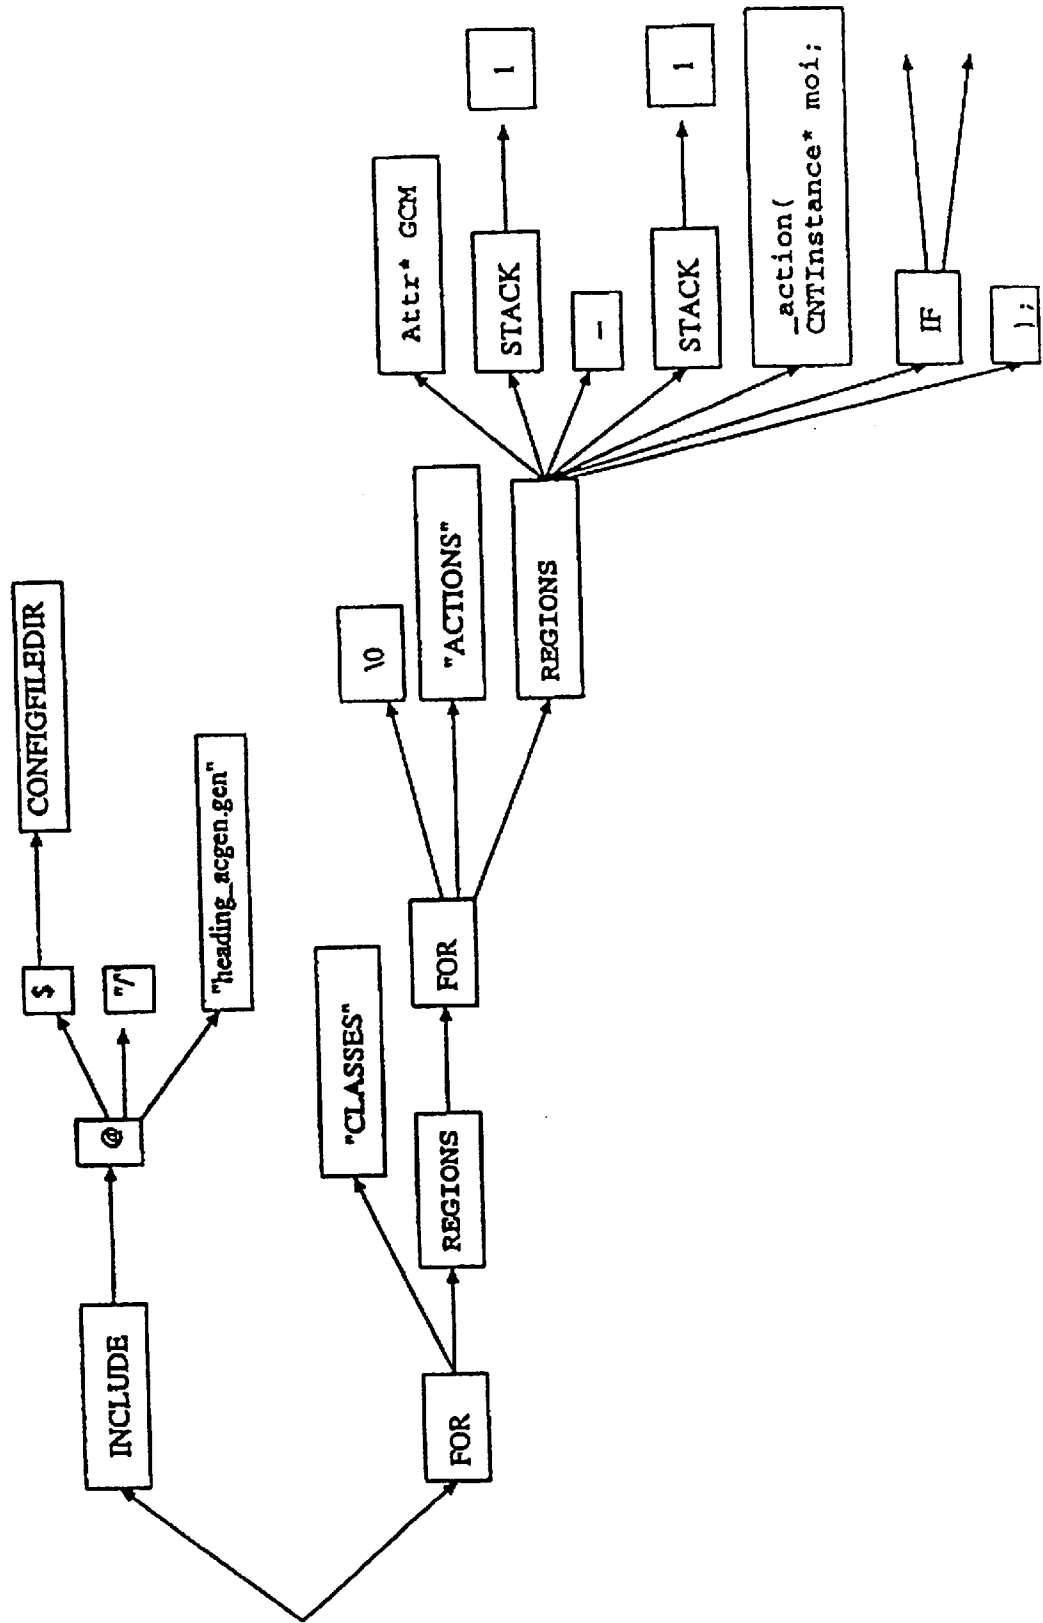 INCLUDE
@
$
CONFIGFILEDIR
"/"
"heading_acgen.gen"
FOR
"CLASSES"
REGIONS
FOR
\0
"ACTIONS"
REGIONS
Attr* GCM
STACK
1
_
STACK
1
_action(
CNTInstance* moi;
IF
);